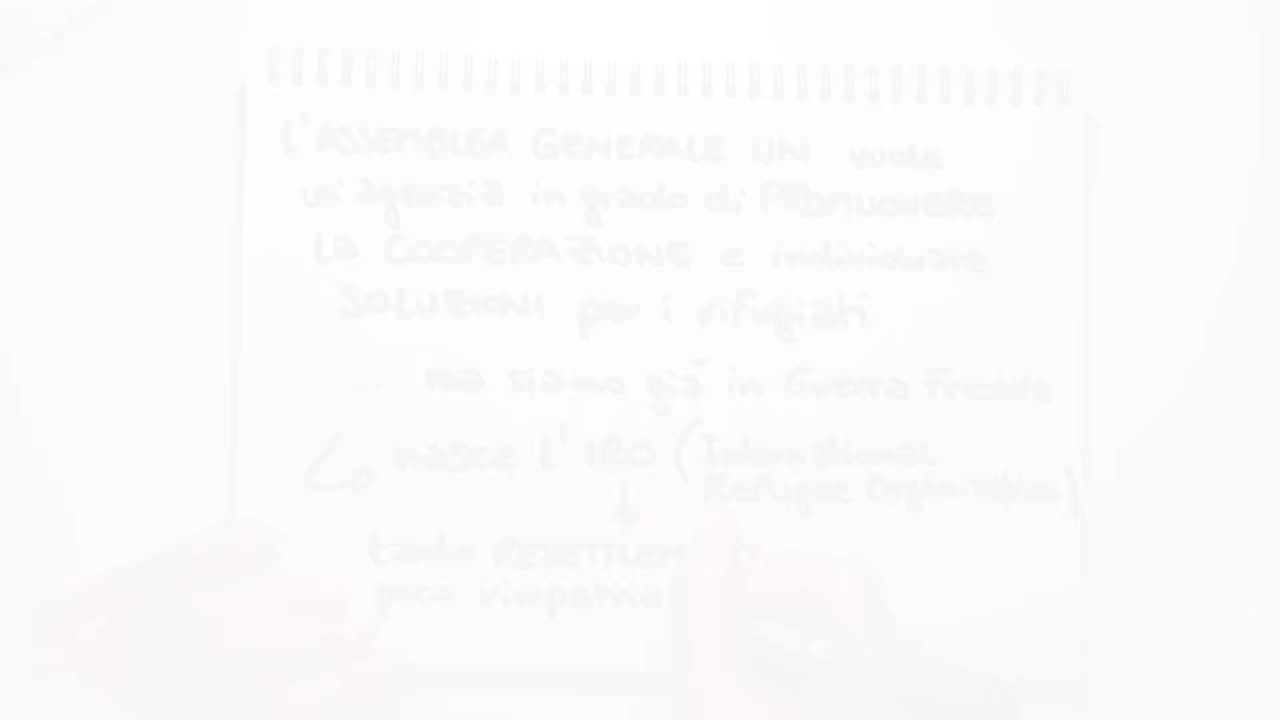 L'ASSEMBLEA GENERALE UN vuole
un'agenzia in grado di PROMUOVERE
LA COOPERAZIONE e individuare
SOLUZIONI per i rifugiati
.. ma siamo già in Guerra Fredda
nasce L'IRO (International
Refugee Organization)
tanto RESETTLEMENT
poco rimpatrio